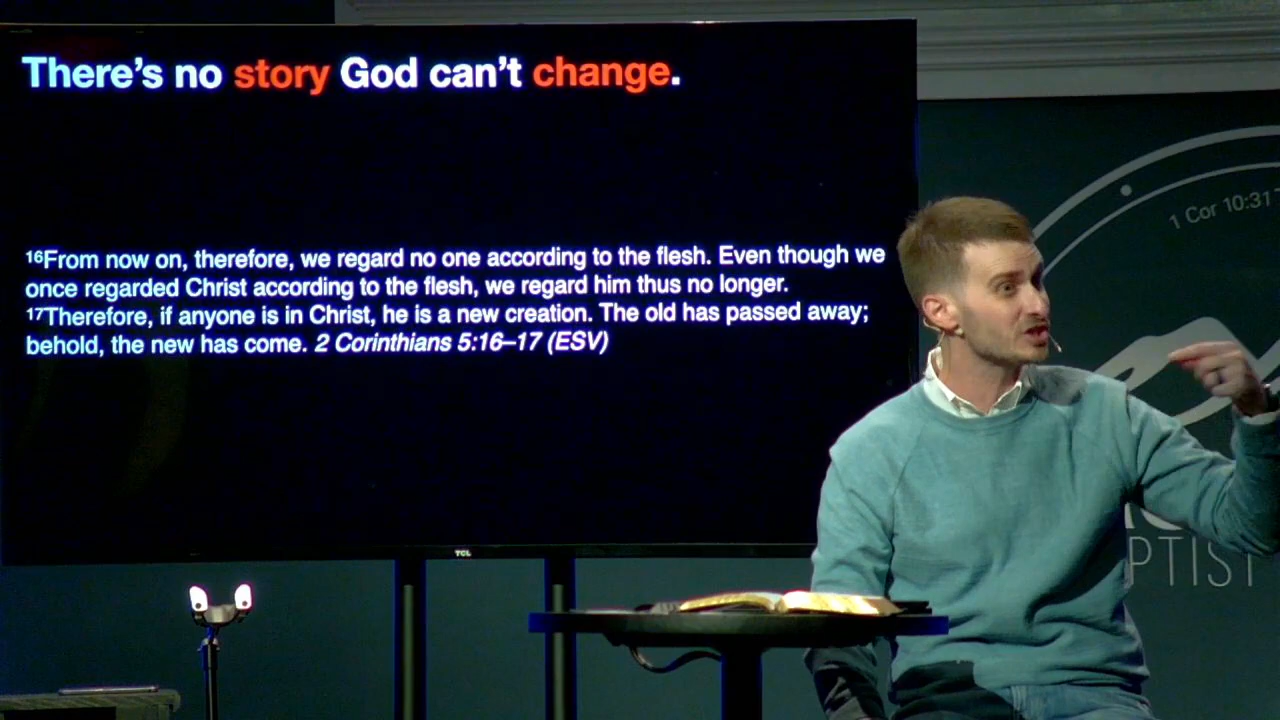 There's no story God can't change.
¹⁶From now on, therefore, we regard no one according to the flesh. Even though we
once regarded Christ according to the flesh, we regard him thus no longer.
¹⁷Therefore, if anyone is in Christ, he is a new creation. The old has passed away;
behold, the new has come. 2 Corinthians 5:16–17 (ESV)
TCL
1 Cor 10:31
PTIST